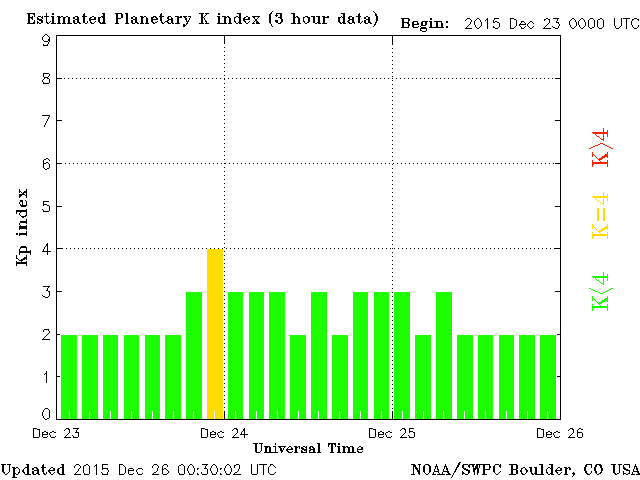 Estimated Planetary K index (3 hour data)
Begin: 2015 Dec 23 0000 UTC
9
8
7
6
5
4
3
2
1
0
Kp index
K>4
K=4
K<4
Dec 23
Dec 24
Dec 25
Dec 26
Universal Time
Updated 2015 Dec 26 00:30:02 UTC
NOAA/SWPC Boulder, CO USA